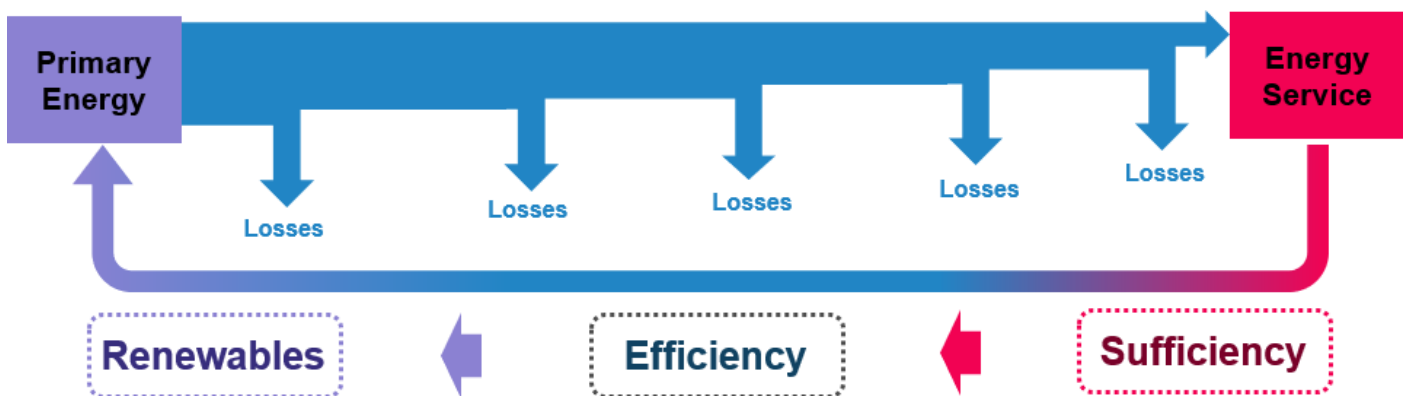 Primary
Energy
Energy
Service
Losses
Losses
Losses
Losses
Losses
Renewables
Efficiency
Sufficiency